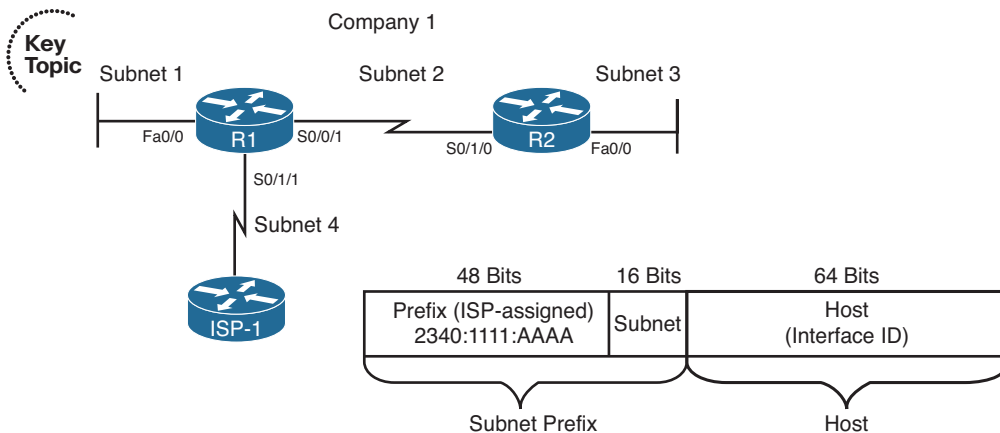 Company 1
Key
Topic
Subnet 1
Subnet 2
Subnet 3
Fa0/0
R1
S0/0/1
S0/1/0
R2
Fa0/0
S0/1/1
Subnet 4
ISP-1
48 Bits
16 Bits
64 Bits
Prefix (ISP-assigned)
2340:1111:AAAA
Subnet
Host
(Interface ID)
Subnet Prefix
Host